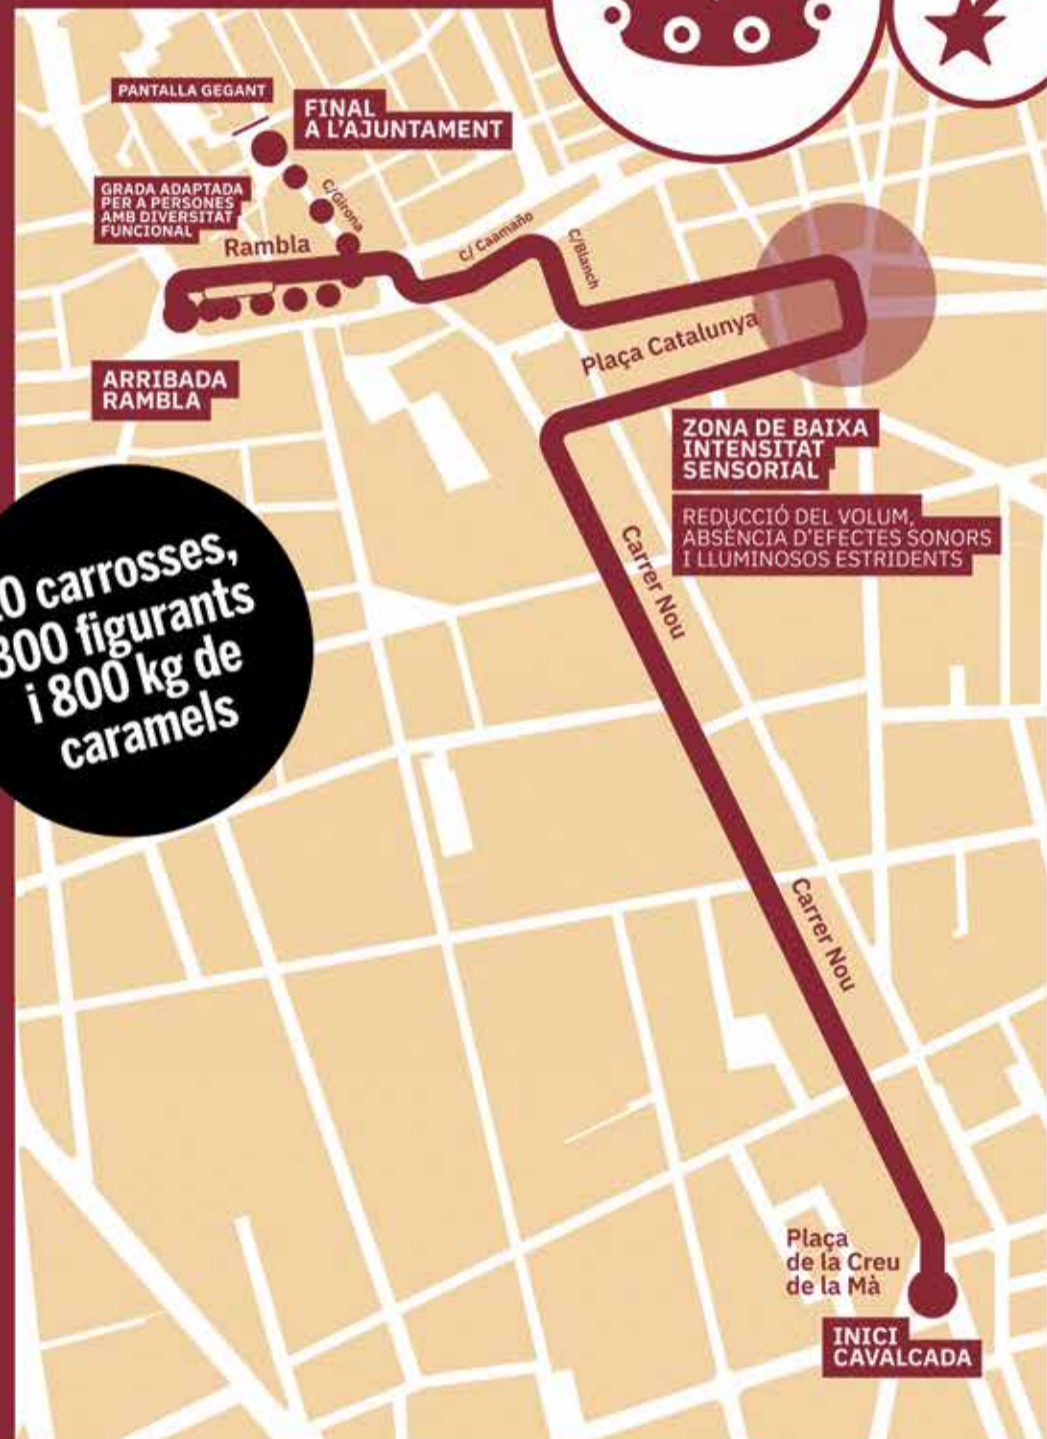 PANTALLA GEGANT
FINAL
A L'AJUNTAMENT
GRADA ADAPTADA
PER A PERSONES
AMB DIVERSITAT
FUNCIONAL
C/Girona
Rambla
C/ Caamaño
C/Blanch
Plaça Catalunya
ARRIBADA
RAMBLA
ZONA DE BAIXA
INTENSITAT
SENSORIAL
REDUCCIÓ DEL VOLUM,
ABSÈNCIA D'EFECTES SONORS
I LLUMINOSOS ESTRIDENTS
carrosses,
figurants
i 800 kg de
caramels
Carrer Nou
Carrer Nou
Plaça
de la Creu
de la Mà
INICI
CAVALCADA